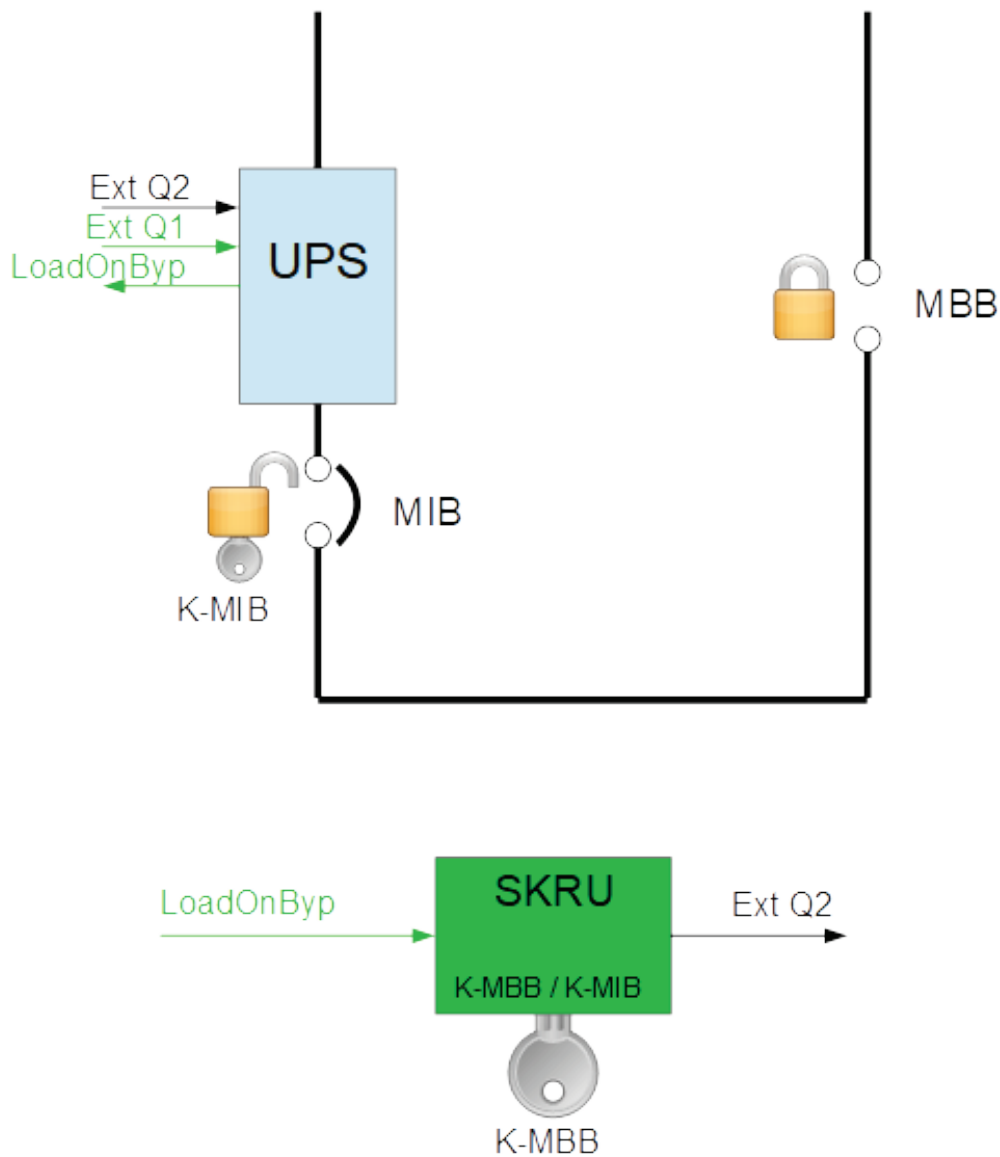 Ext Q2
Ext Q1
LoadOnByp
UPS
MBB
MIB
K-MIB
SKRU
LoadOnByp
Ext Q2
K-MBB / K-MIB
K-MBB